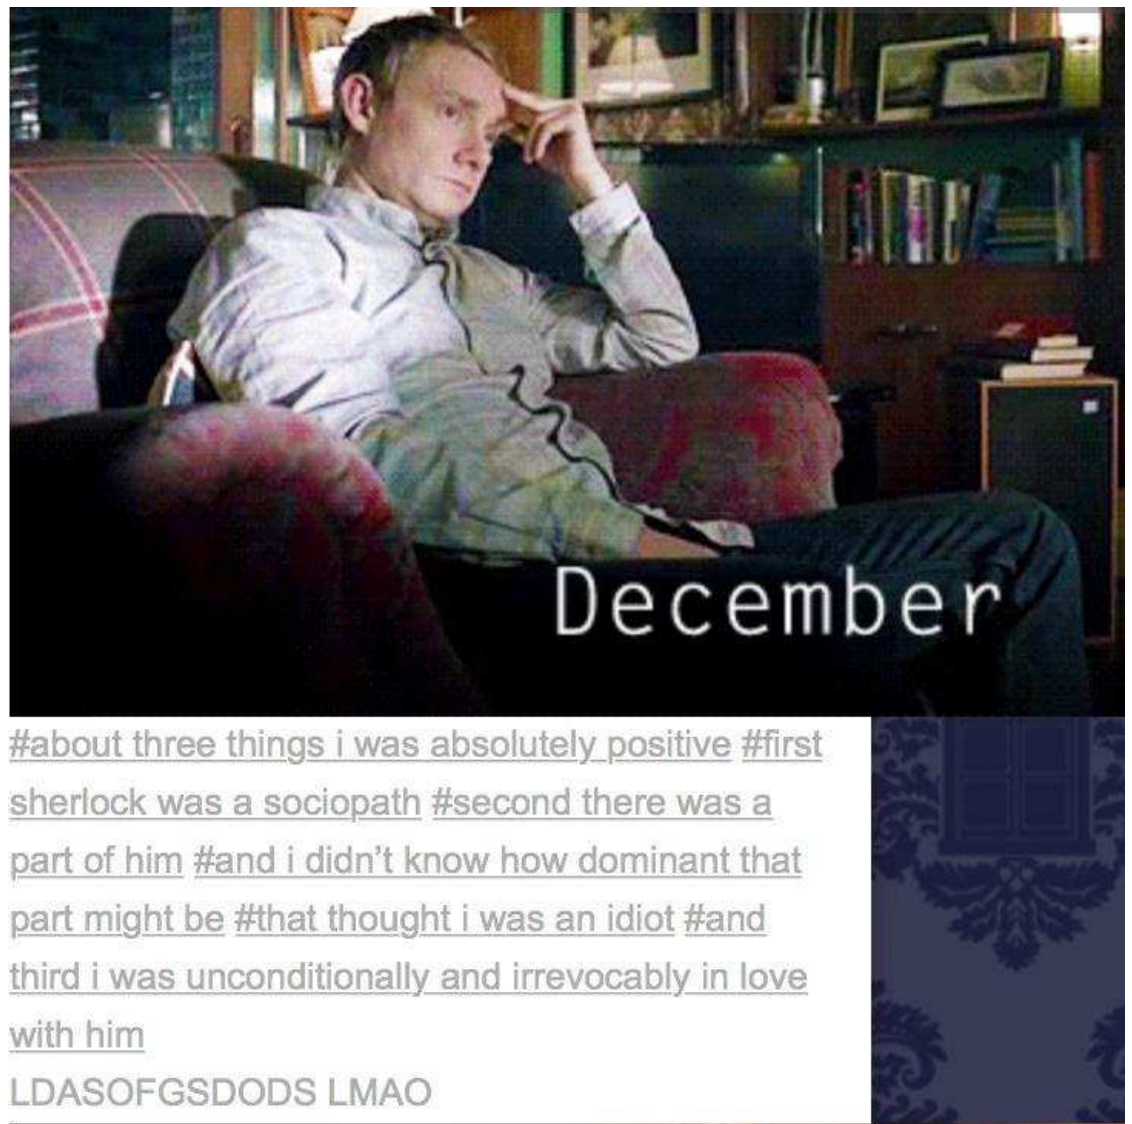 December
#about three things i was absolutely positive #first
sherlock was a sociopath #second there was a
part of him #and i didn't know how dominant that
part might be #that thought i was an idiot #and
third i was unconditionally and irrevocably in love
with him
LDASOFGSDODS LMAO